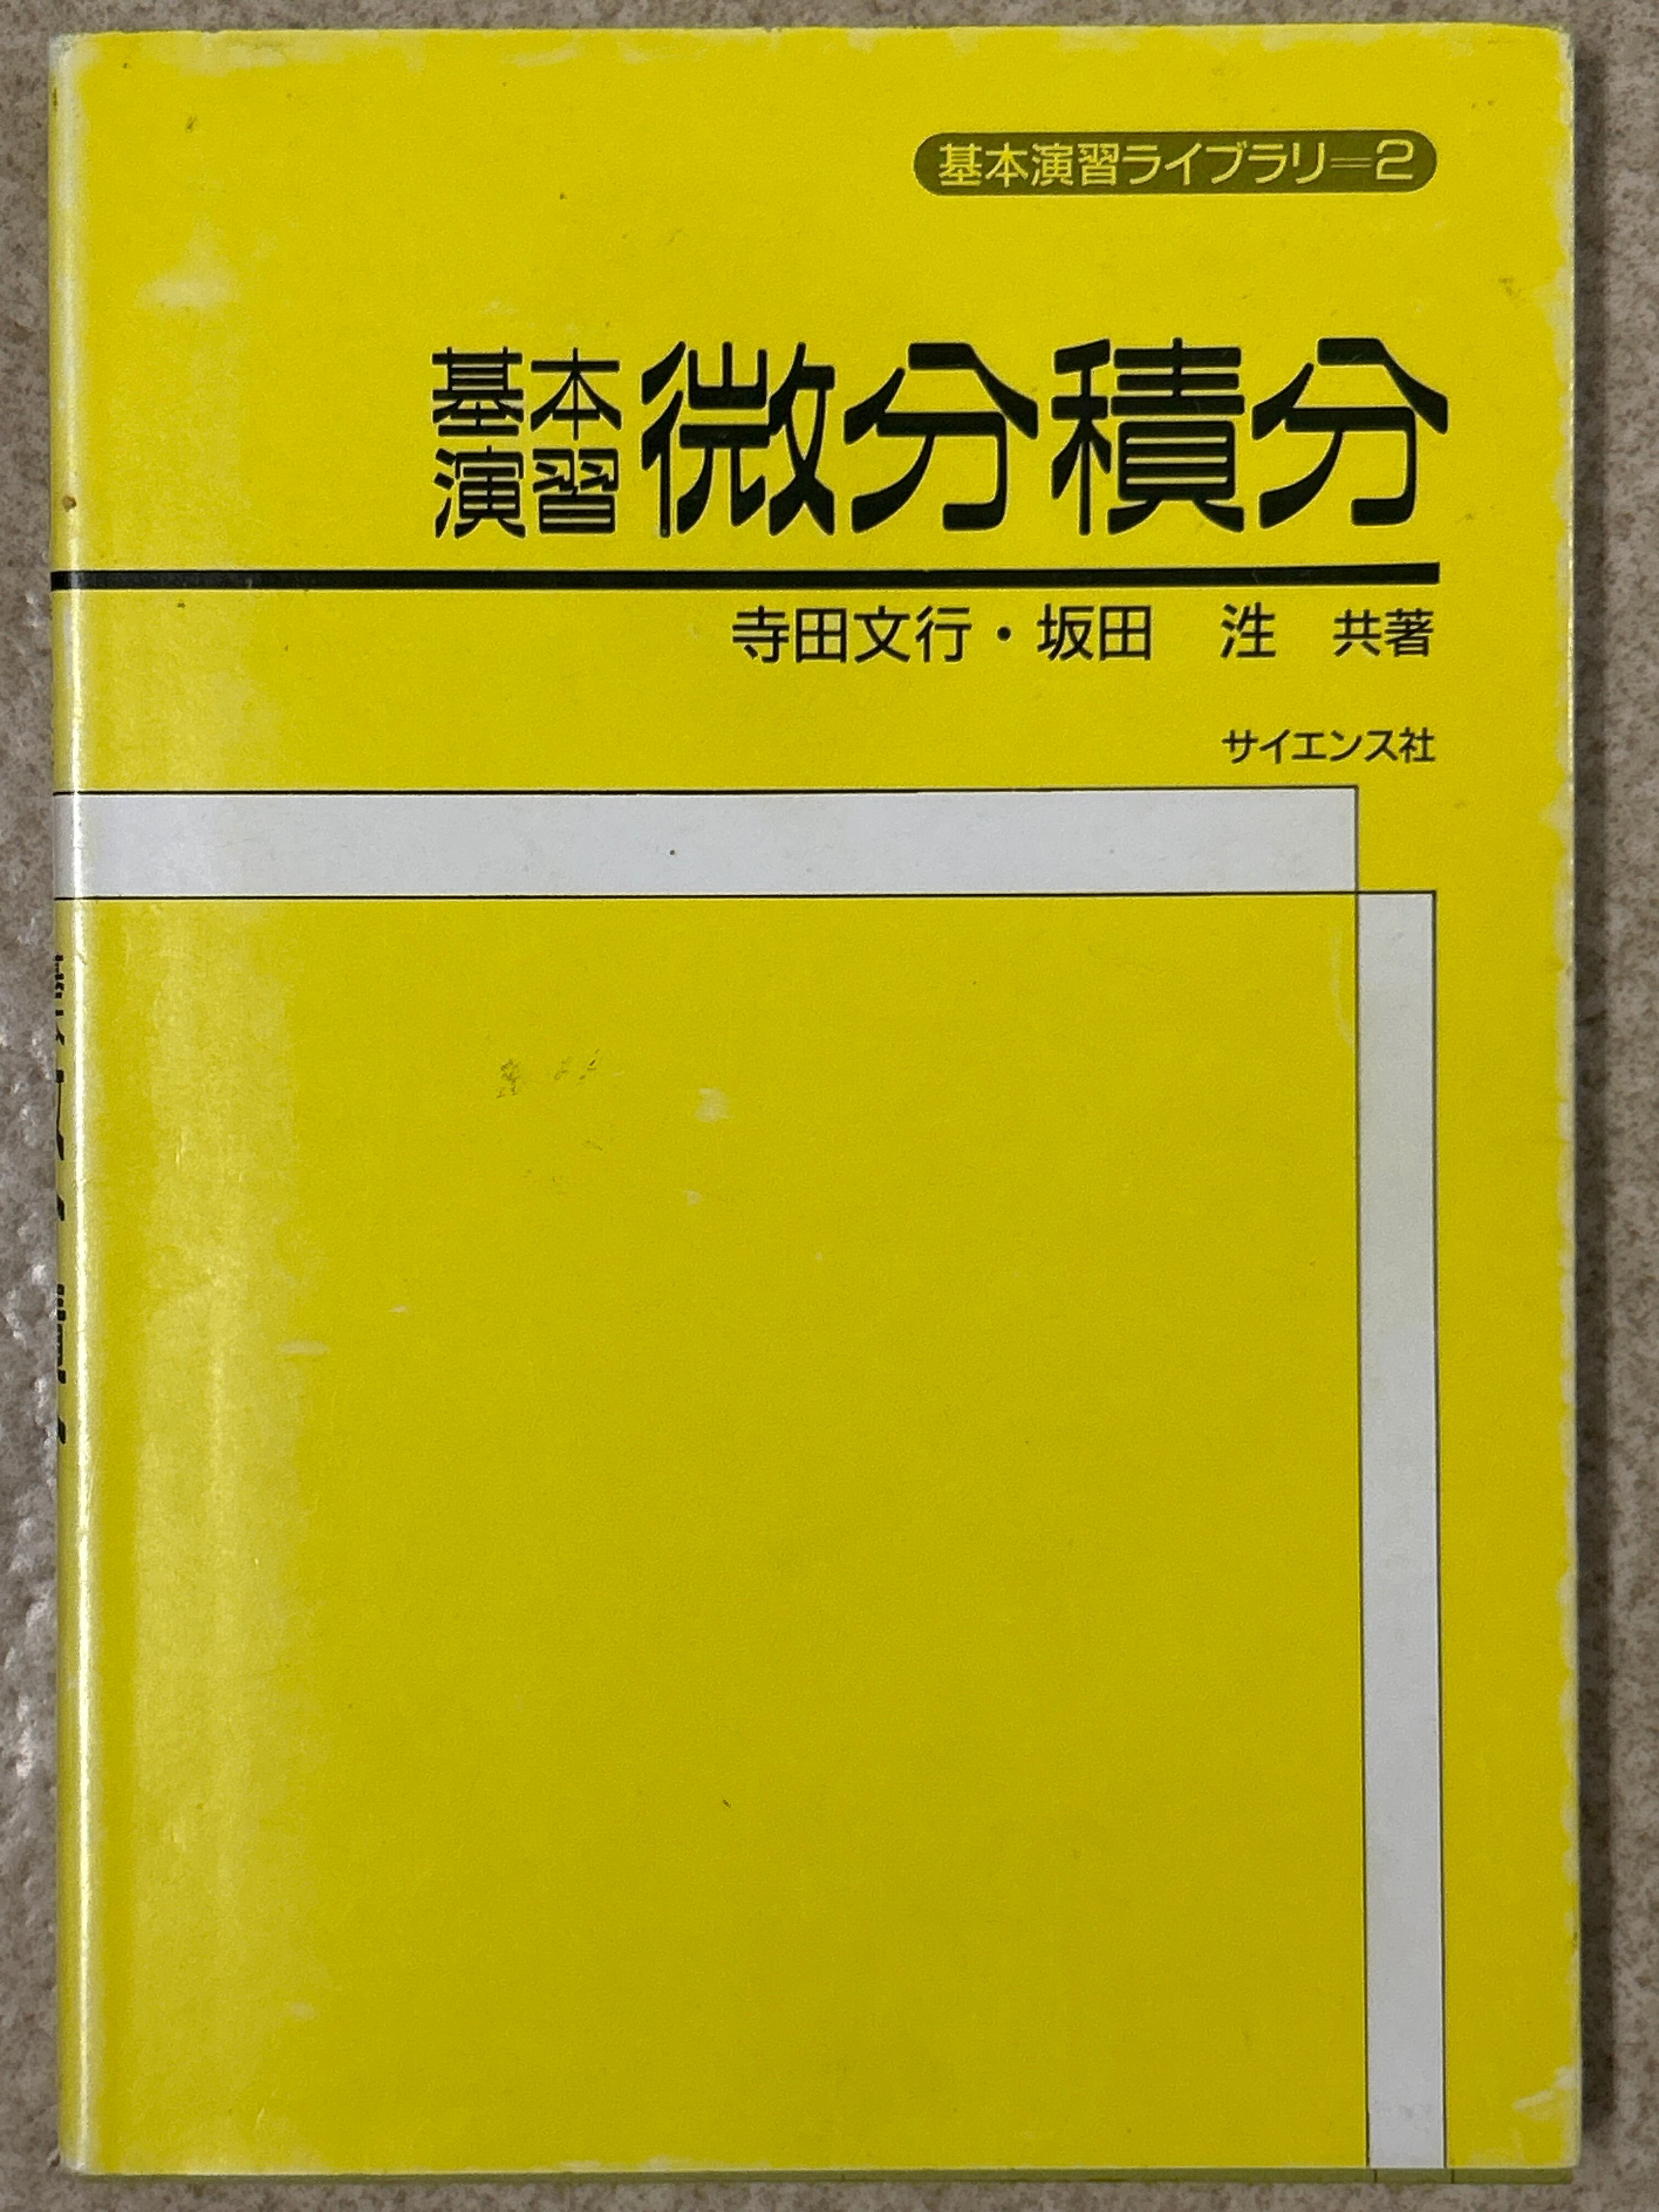 基本演習ライブラリ=2
基本
演習
微分積分
寺田文行・坂田 泩 共著
サイエンス社